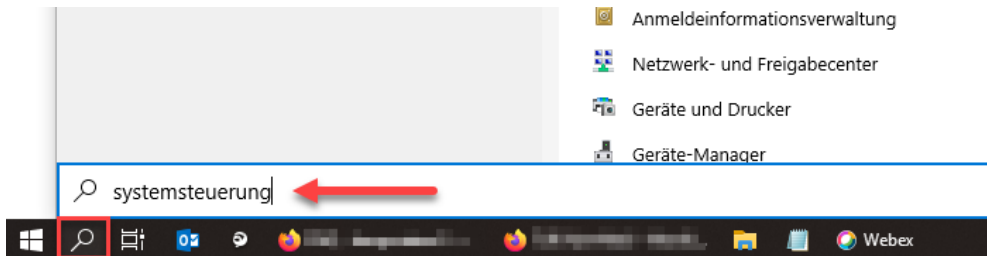 Anmeldeinformationsverwaltung
Netzwerk- und Freigabecenter
Geräte und Drucker
Geräte-Manager
systemsteuerung
Webex